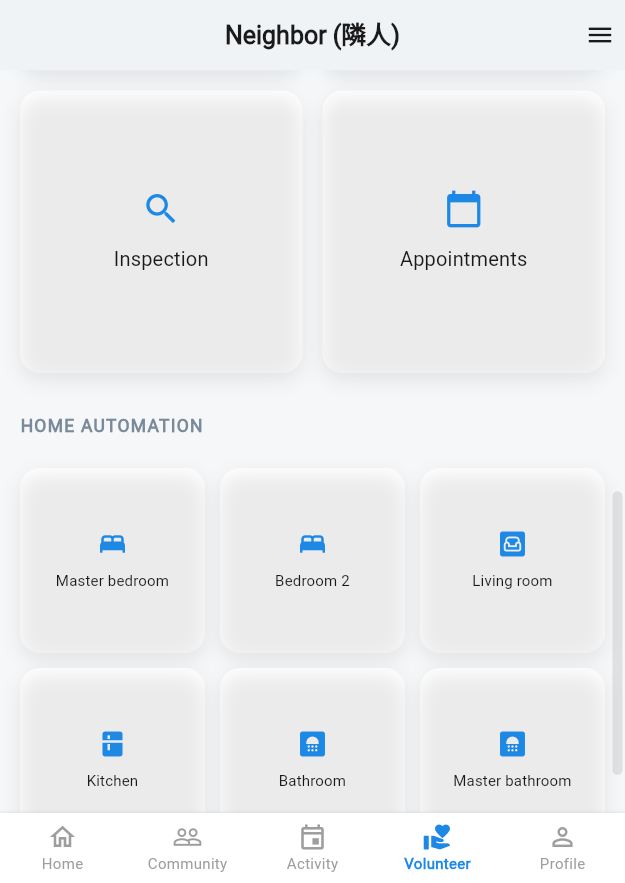 Neighbor (隣人)
Inspection
Appointments
HOME AUTOMATION
Master bedroom
Bedroom 2
Living room
Kitchen
Bathroom
Master bathroom
Home
Community
Activity
Volunteer
Profile